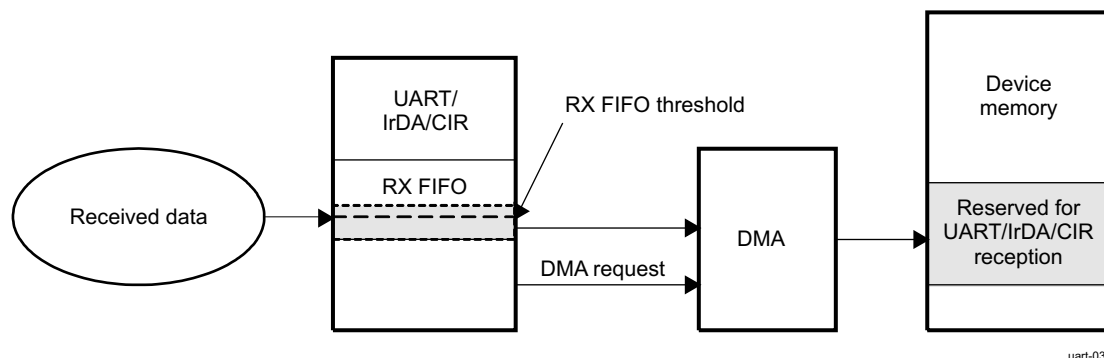 UART/
IrDA/CIR
RX FIFO threshold
Device
memory
RX FIFO
Received data
DMA
Reserved for
UART/IrDA/CIR
reception
DMA request